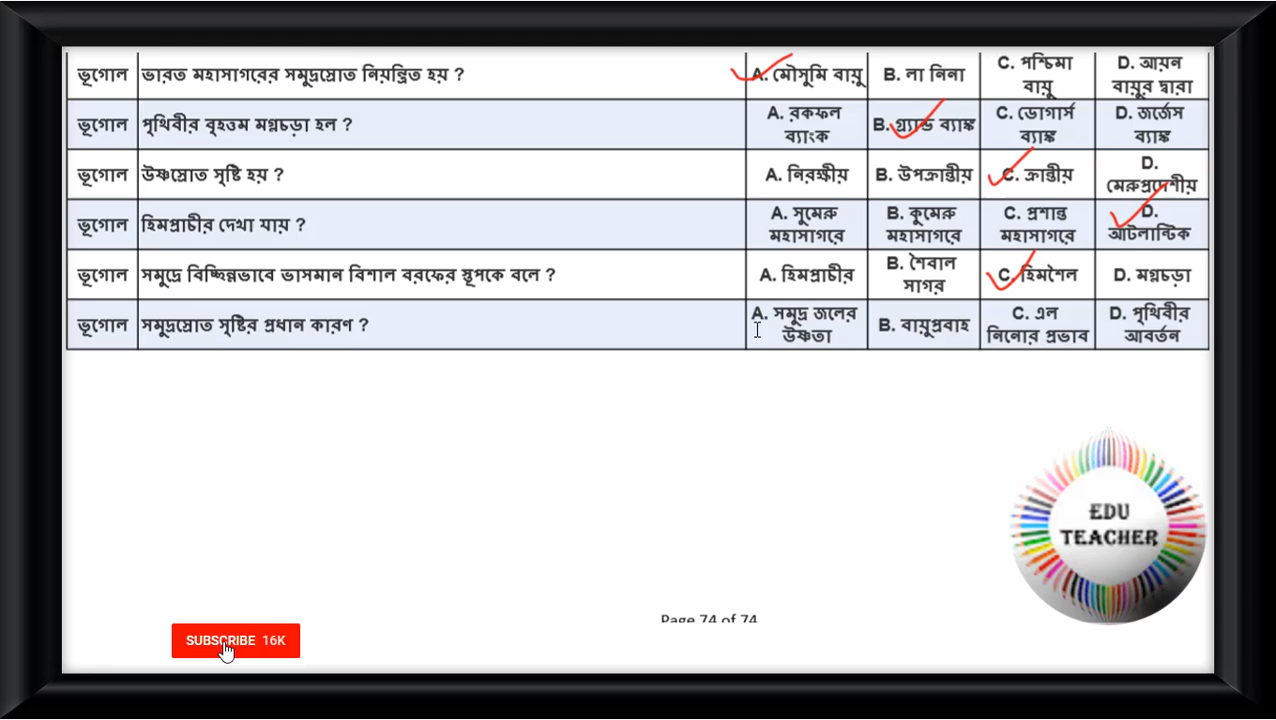 ভূগোল ভারত মহাসাগরের সমুদ্রস্রোত নিয়ন্ত্রিত হয় ? A. মৌসুমি বায়ু B. লা নিনা C. পশ্চিমা বায়ু D. আয়ন বায়ুর দ্বারা
ভূগোল পৃথিবীর বৃহত্তম মগ্নচড়া হল ? A. রকফল ব্যাংক B. গ্র্যান্ড ব্যাঙ্ক C. ডোগার্স ব্যাঙ্ক D. জর্জেস ব্যাঙ্ক
ভূগোল উষ্ণস্রোত সৃষ্টি হয় ? A. নিরক্ষীয় B. উপক্রান্তীয় C. ক্রান্তীয় D. মেরুপ্রদেশীয়
ভূগোল হিমপ্রাচীর দেখা যায় ? A. সুমেরু মহাসাগরে B. কুমেরু মহাসাগরে C. প্রশান্ত মহাসাগরে D. আটলান্টিক
ভূগোল সমুদ্রে বিচ্ছিন্নভাবে ভাসমান বিশাল বরফের স্তূপকে বলে ? A. হিমপ্রাচীর B. শৈবাল সাগর C. হিমশৈল D. মগ্নচড়া
ভূগোল সমুদ্রস্রোত সৃষ্টির প্রধান কারণ ? A. সমুদ্র জলের উষ্ণতা B. বায়ুপ্রবাহ C. এল নিনোর প্রভাব D. পৃথিবীর আবর্তন
EDU
TEACHER
Page 74 of 74
SUBSCRIBE 16K